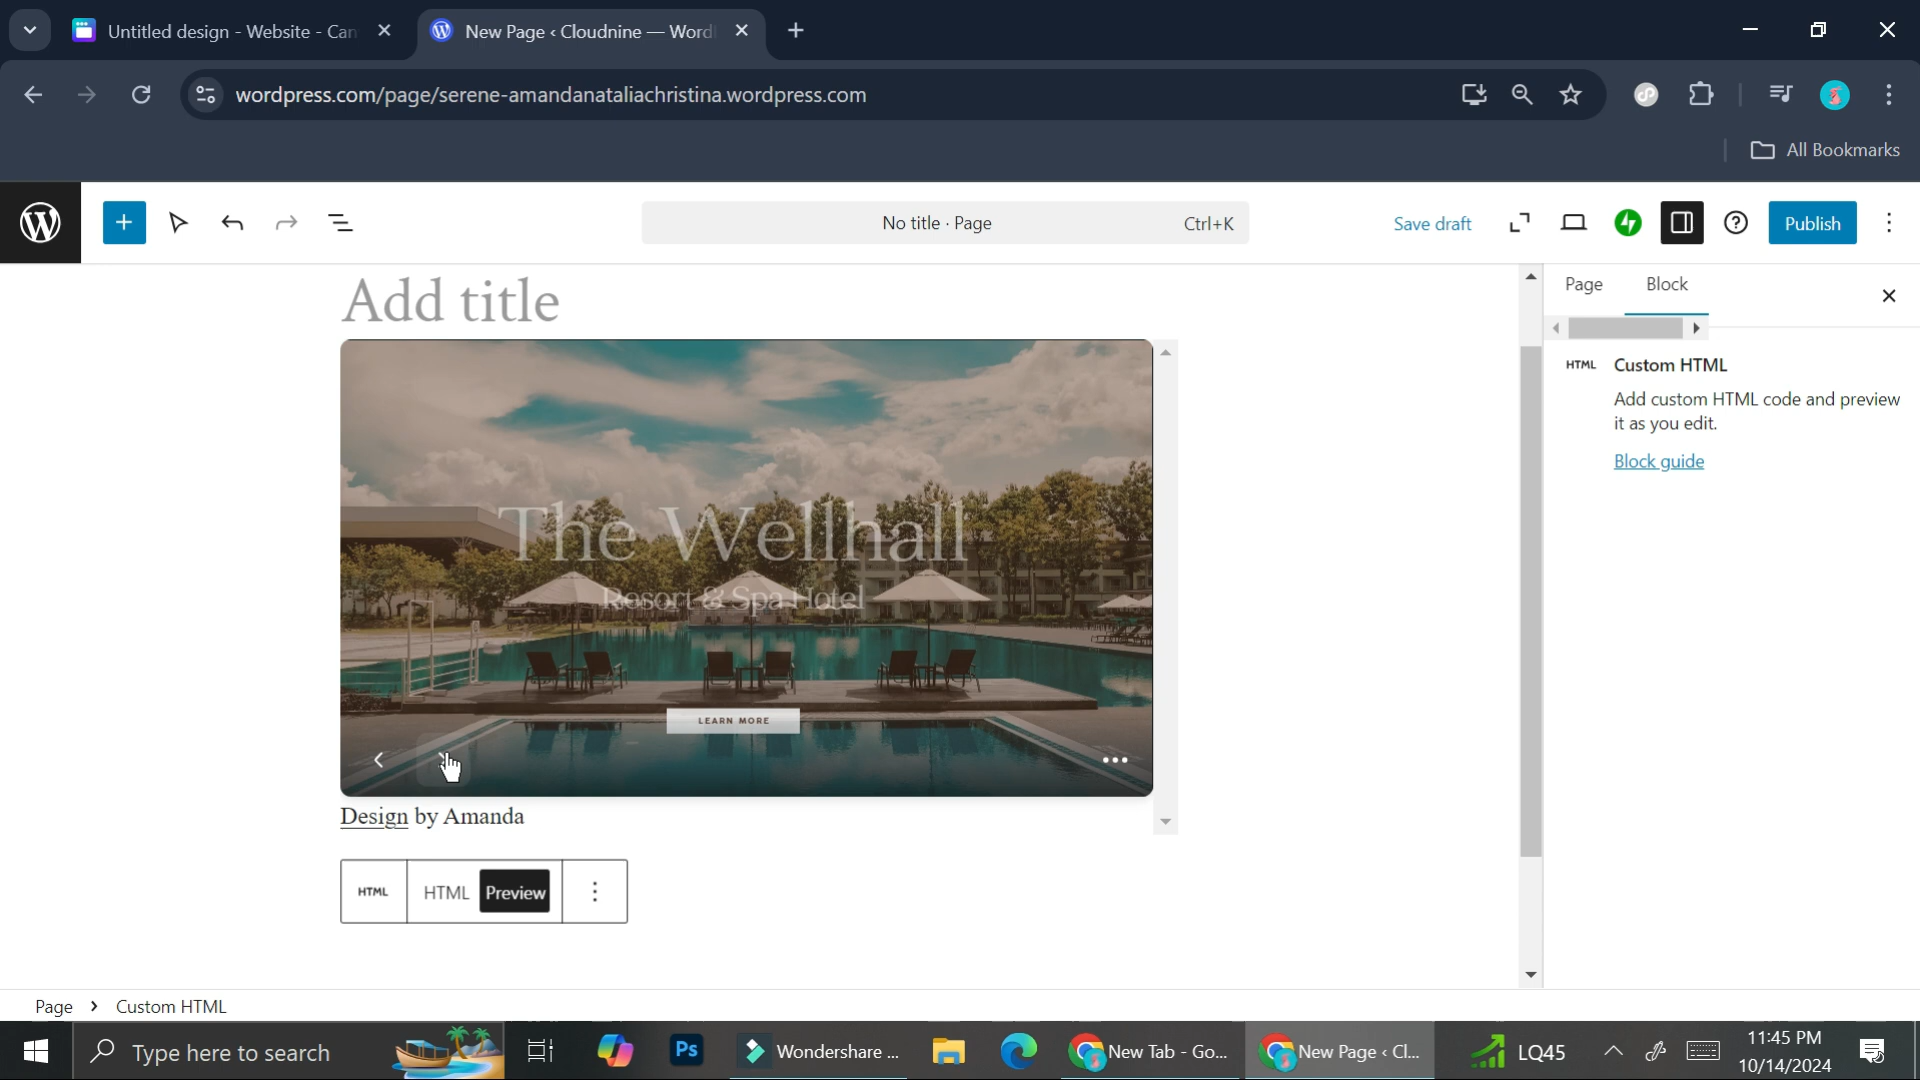 Untitled design - Website - Can
New Page ‹ Cloudnine — Word
wordpress.com/page/serene-amandanataliachristina.wordpress.com
All Bookmarks
No title · Page
Ctrl+K
Save draft
Publish
Page
Block
Add title
The Wellhall
Resort & Spa Hotel
LEARN MORE
HTML
Custom HTML
Add custom HTML code and preview
it as you edit.
Block guide
Design by Amanda
HTML
HTML
Preview
Page
Custom HTML
Type here to search
Ps
Wondershare ...
New Tab - Go...
New Page ‹ Cl...
LQ45
11:45 PM
10/14/2024